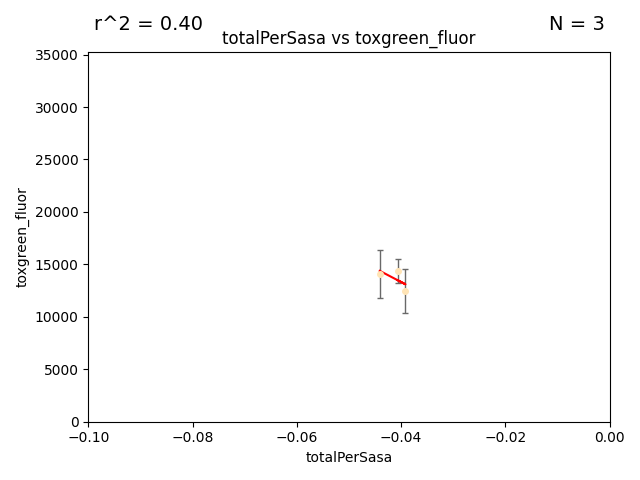 r^2 = 0.40
N = 3
totalPerSasa vs toxgreen_fluor
toxgreen_fluor
35000
30000
25000
20000
15000
10000
5000
0
−0.10
−0.08
−0.06
−0.04
−0.02
0.00
totalPerSasa